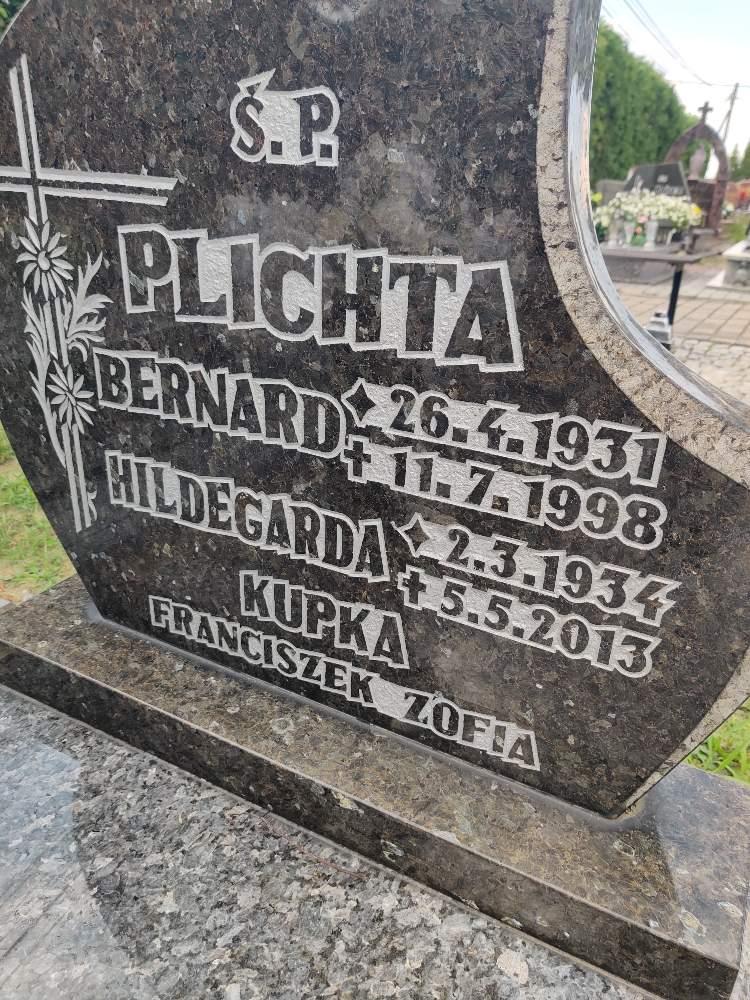 Ś.P.
PLICHTA
BERNARD ✦ 26.4.1931
✝ 11.7.1998
HILDEGARDA ✦ 2.3.1934
✝ 5.5.2013
KUPKA
FRANCISZEK ZOFIA